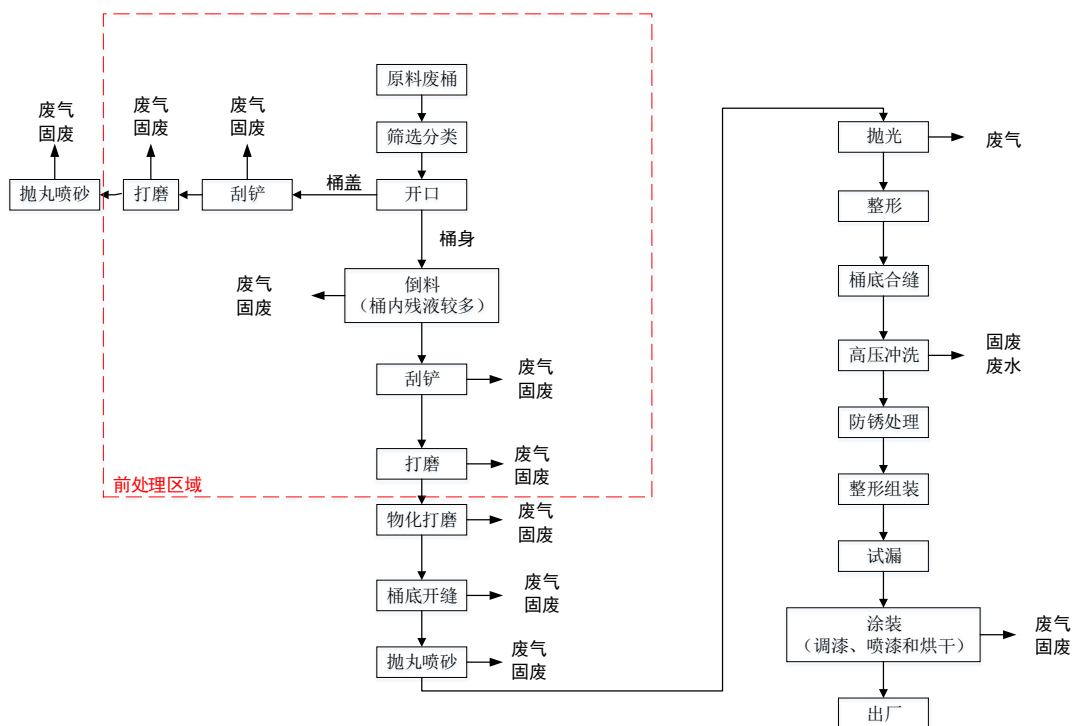 原料废桶
筛选分类
开口
桶盖
刮铲
废气
固废
打磨
废气
固废
抛丸喷砂
废气
固废
桶身
倒料
（桶内残液较多）
废气
固废
刮铲
废气
固废
打磨
废气
固废
前处理区域
物化打磨
废气
固废
桶底开缝
废气
固废
抛丸喷砂
废气
固废
抛光
废气
整形
桶底合缝
高压冲洗
固废
废水
防锈处理
整形组装
试漏
涂装
（调漆、喷漆和烘干）
废气
固废
出厂